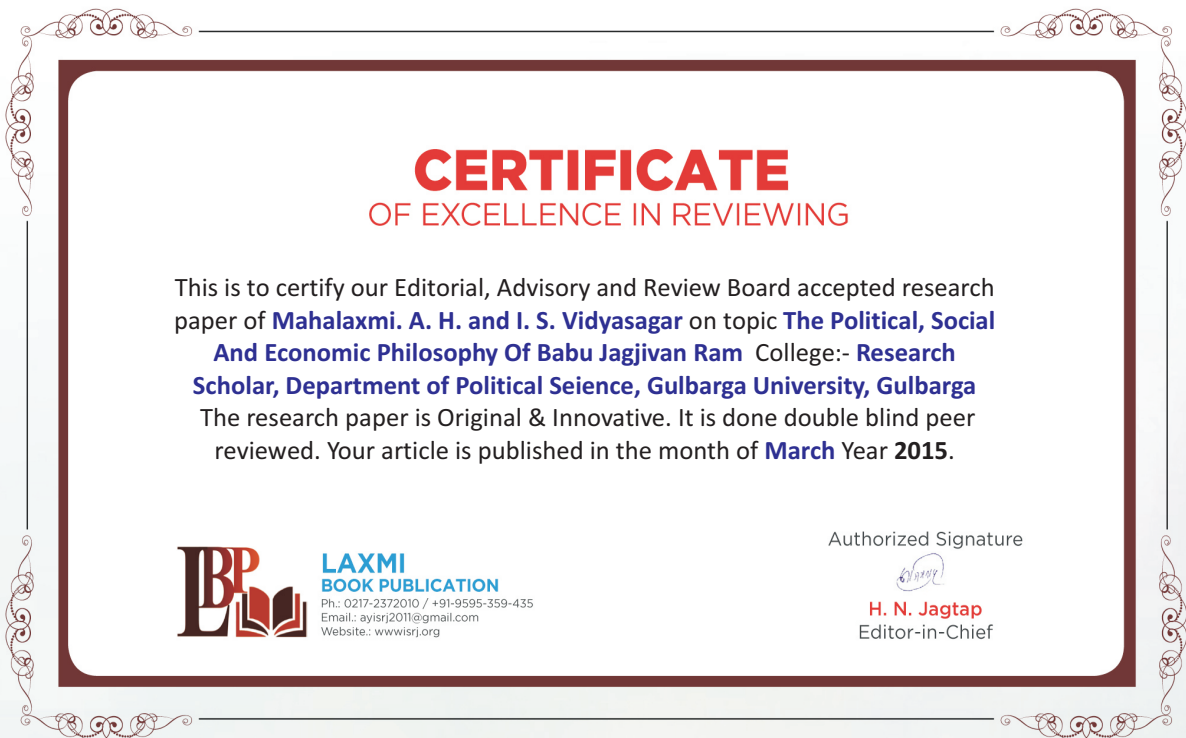 CERTIFICATE
OF EXCELLENCE IN REVIEWING
This is to certify our Editorial, Advisory and Review Board accepted research
paper of Mahalaxmi. A. H. and I. S. Vidyasagar on topic The Political, Social
And Economic Philosophy Of Babu Jagjivan Ram College:- Research
Scholar, Department of Political Seience, Gulbarga University, Gulbarga
The research paper is Original & Innovative. It is done double blind peer
reviewed. Your article is published in the month of March Year 2015.
LBP
LAXMI
BOOK PUBLICATION
Ph.: 0217-2372010 / +91-9595-359-435
Email.: ayisrj2011@gmail.com
Website.: wwwisrj.org
Authorized Signature
H. N. Jagtap
Editor-in-Chief